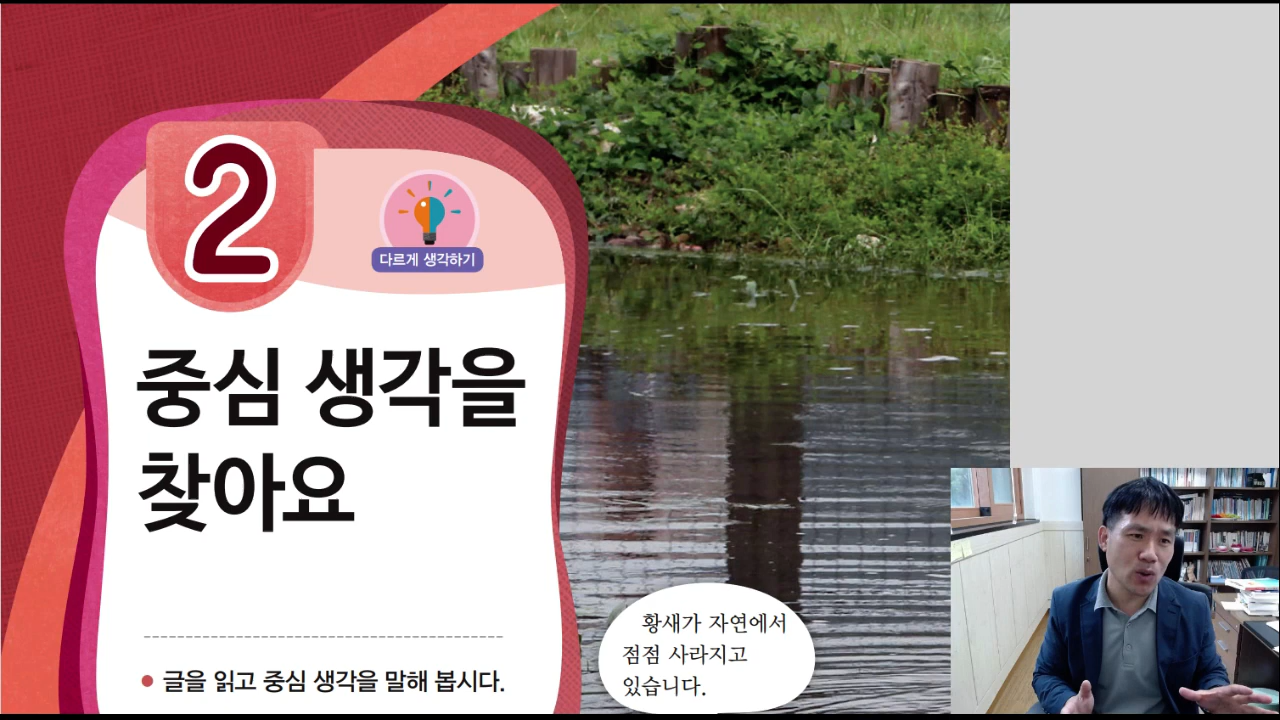 2
다르게 생각하기
중심 생각을
찾아요
글을 읽고 중심 생각을 말해 봅시다.
황새가 자연에서
점점 사라지고
있습니다.